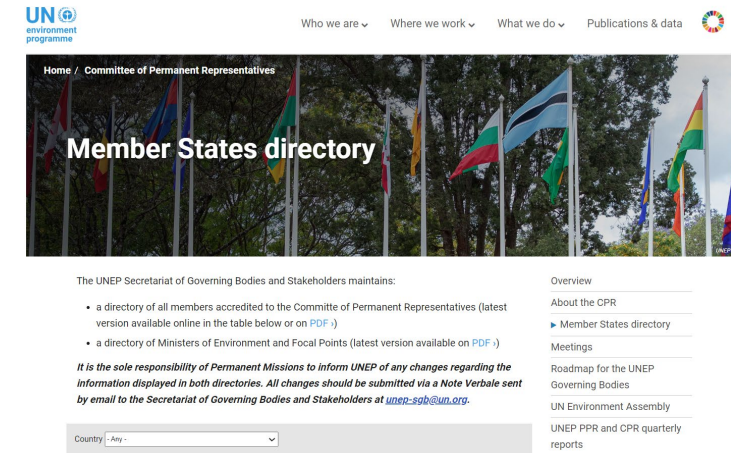 UN
environment
programme
Who we are
Where we work
What we do
Publications & data
Home / Committee of Permanent Representatives
Member States directory
UNEP
The UNEP Secretariat of Governing Bodies and Stakeholders maintains:
• a directory of all members accredited to the Committe of Permanent Representatives (latest
version available online in the table below or on PDF ›)
• a directory of Ministers of Environment and Focal Points (latest version available on PDF ›)
It is the sole responsibility of Permanent Missions to inform UNEP of any changes regarding the
information displayed in both directories. All changes should be submitted via a Note Verbale sent
by email to the Secretariat of Governing Bodies and Stakeholders at unep-sgb@un.org.
Country - Any -
Overview
About the CPR
Member States directory
Meetings
Roadmap for the UNEP
Governing Bodies
UN Environment Assembly
UNEP PPR and CPR quarterly
reports